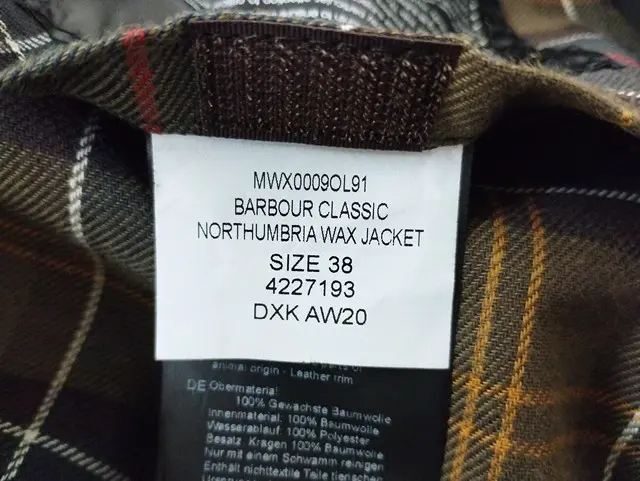 MWX0009OL91
BARBOUR CLASSIC
NORTHUMBRIA WAX JACKET
SIZE 38
4227193
DXK AW20
animal origin - Leather trim
DE Obermaterial
100% Gewachste Baumwolle
Innenmaterial: 100% Baumwolle
Wasserablauf: 100% Polyester
Besatz: Kragen 100% Baumwolle
Nur mit einem Schwamm reinigen
Enthält nichttextile Teile tierischen